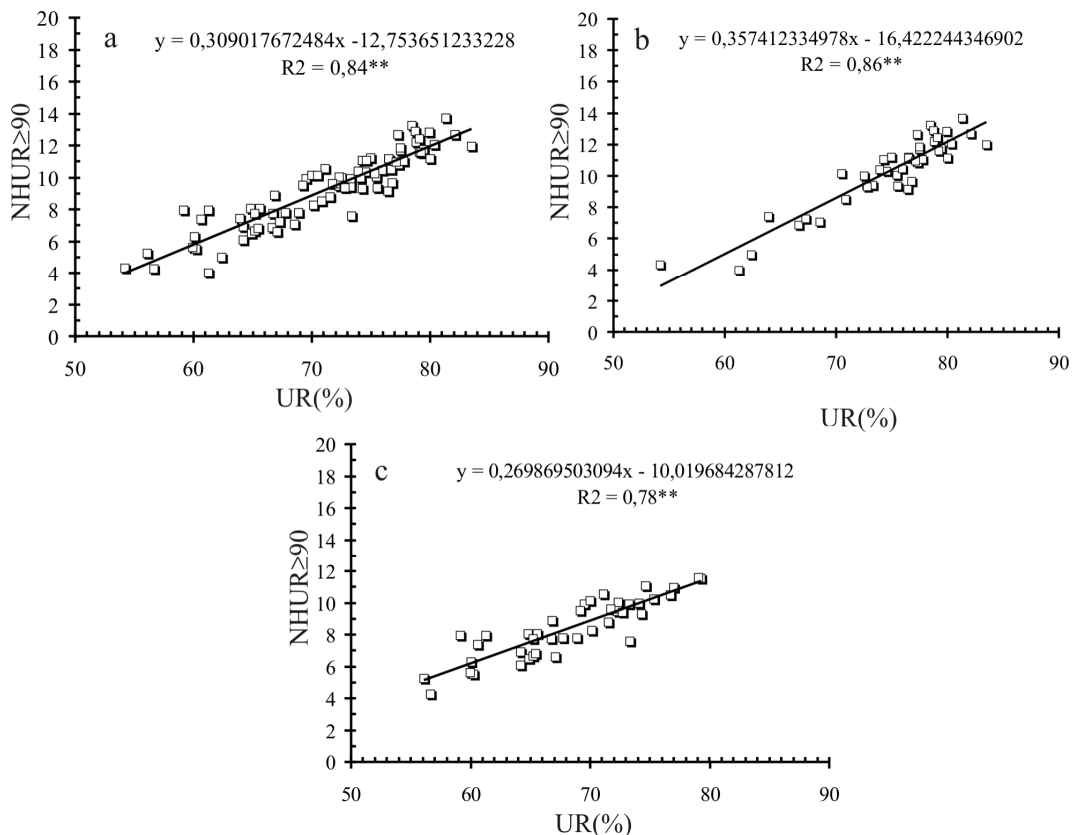 a
y = 0,309017672484x -12,753651233228
R2 = 0,84**
NHUR≥90
20
18
16
14
12
10
8
6
4
2
0
50 60 70 80 90
UR(%)
b
y = 0,357412334978x - 16,422244346902
R2 = 0,86**
NHUR≥90
20
18
16
14
12
10
8
6
4
2
0
50 60 70 80 90
UR(%)
c
y = 0,269869503094x - 10,019684287812
R2 = 0,78**
NHUR≥90
20
18
16
14
12
10
8
6
4
2
0
50 60 70 80 90
UR(%)